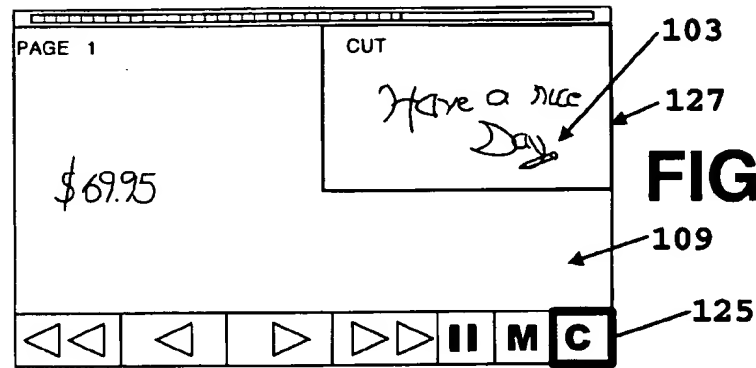 PAGE 1
CUT
103
Have a nice
Day
127
FIG
$69.95
109
125
M C